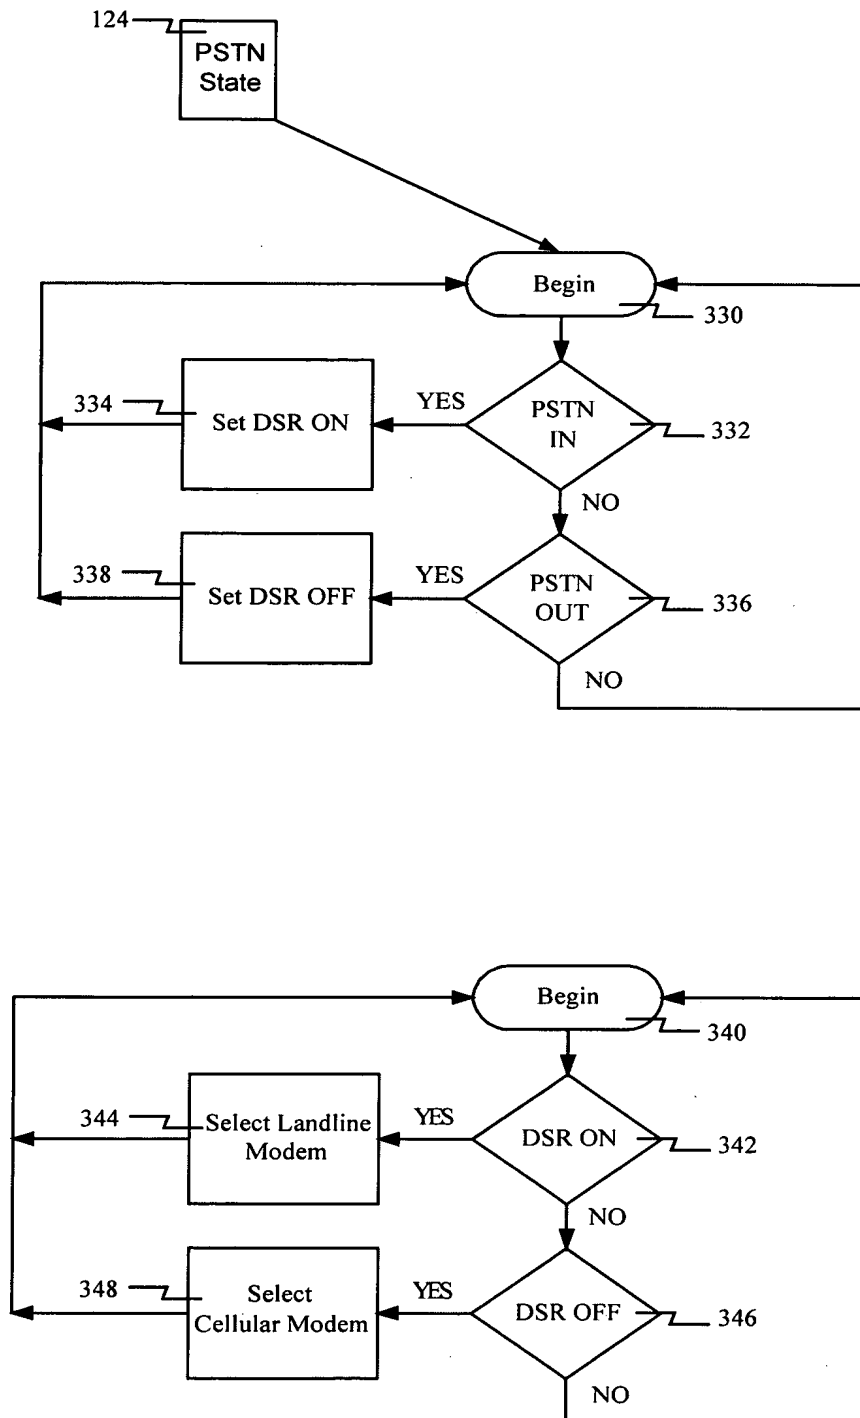 124
PSTN
State
Begin
330
334
Set DSR ON
YES
PSTN
IN
332
NO
338
Set DSR OFF
YES
PSTN
OUT
336
NO
Begin
340
344
Select Landline
Modem
YES
DSR ON
342
NO
348
Select
Cellular Modem
YES
DSR OFF
346
NO